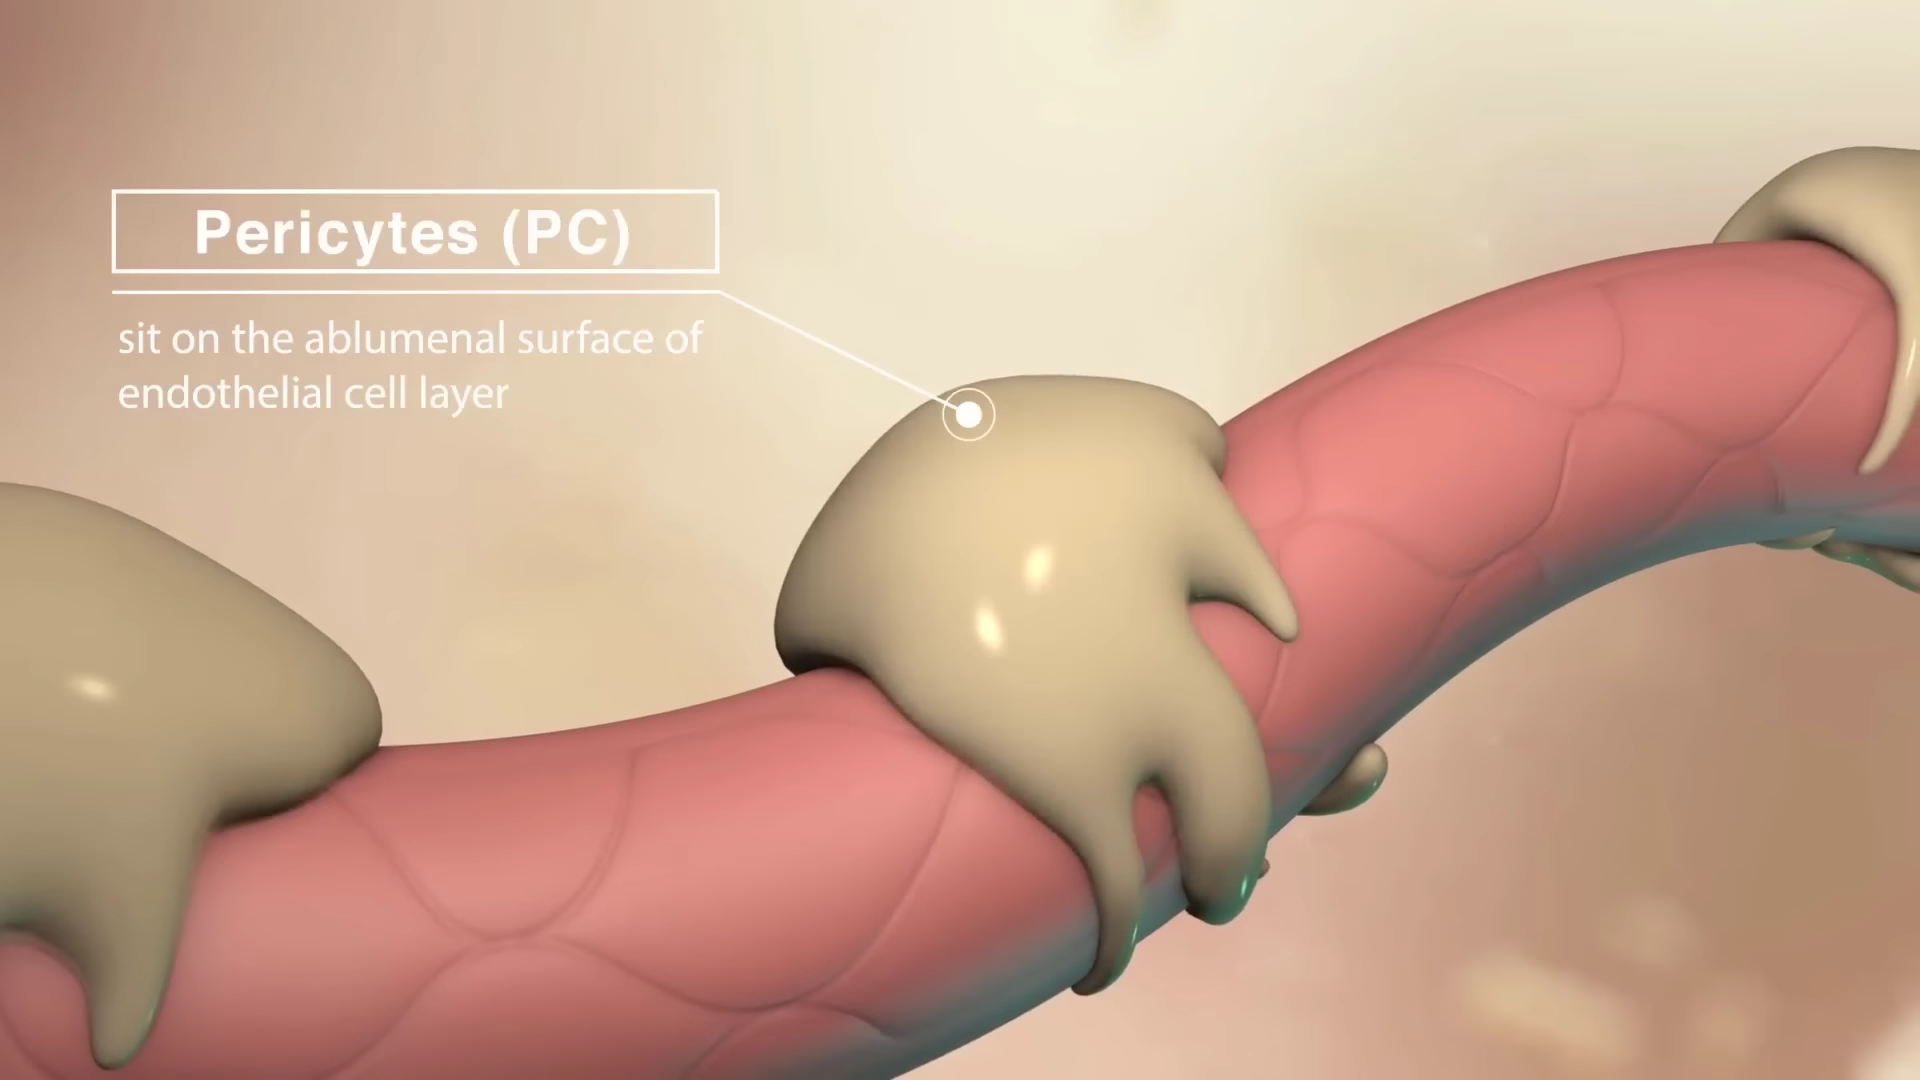 Pericytes (PC)
sit on the ablumenal surface of
endothelial cell layer